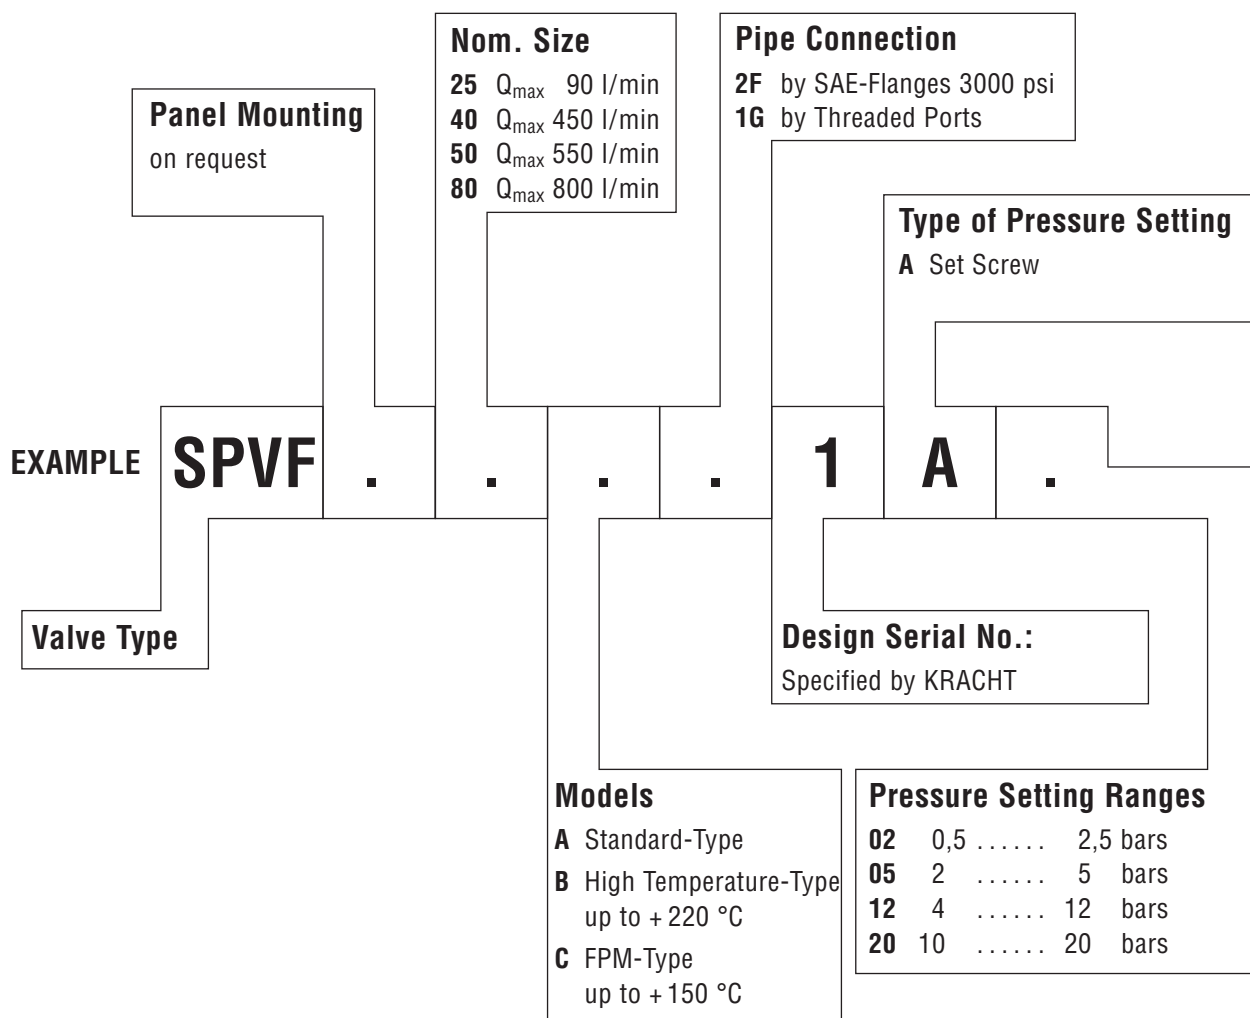 Nom. Size
25 Qmax 90 l/min
40 Qmax 450 l/min
50 Qmax 550 l/min
80 Qmax 800 l/min
Pipe Connection
2F by SAE-Flanges 3000 psi
1G by Threaded Ports
Panel Mounting
on request
Type of Pressure Setting
A Set Screw
EXAMPLE SPVF . . . . 1 A .
Valve Type
Design Serial No.:
Specified by KRACHT
Models
A Standard-Type
B High Temperature-Type
up to + 220 °C
C FPM-Type
up to + 150 °C
Pressure Setting Ranges
02 0,5 ...... 2,5 bars
05 2 ...... 5 bars
12 4 ...... 12 bars
20 10 ...... 20 bars